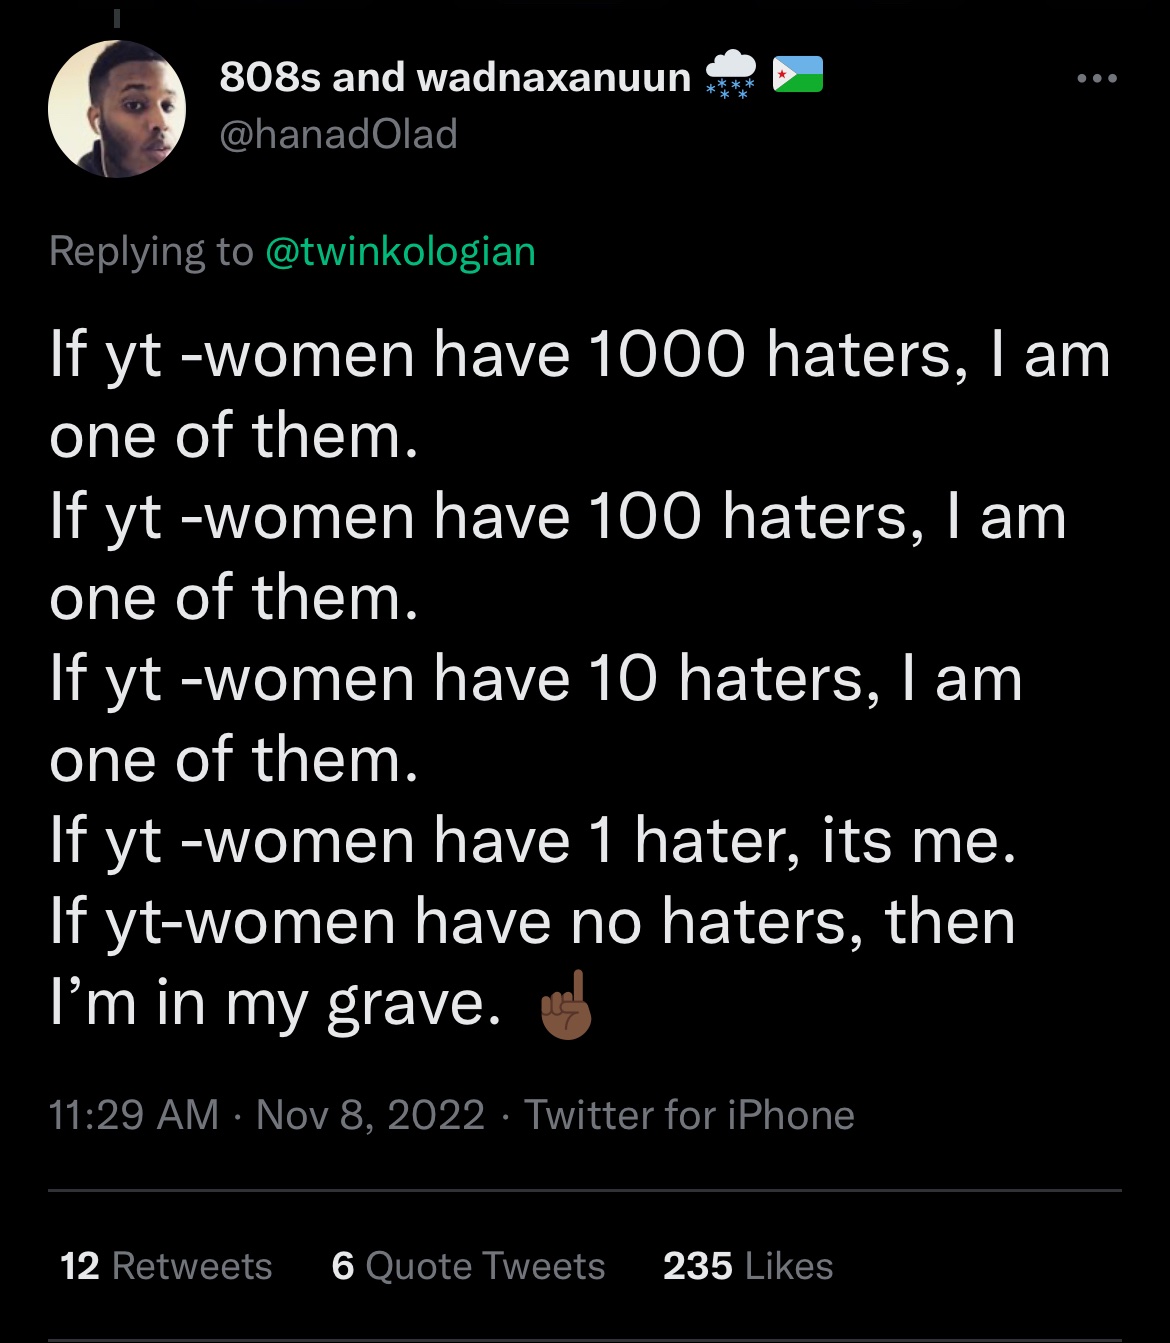 808s and wadnaxanuun 🌨️ 🇩🇯
@hanadOlad
Replying to @twinkologian
If yt -women have 1000 haters, I am
one of them.
If yt -women have 100 haters, I am
one of them.
If yt -women have 10 haters, I am
one of them.
If yt -women have 1 hater, its me.
If yt-women have no haters, then
I’m in my grave. ☝🏾
11:29 AM · Nov 8, 2022 · Twitter for iPhone
12 Retweets 6 Quote Tweets 235 Likes